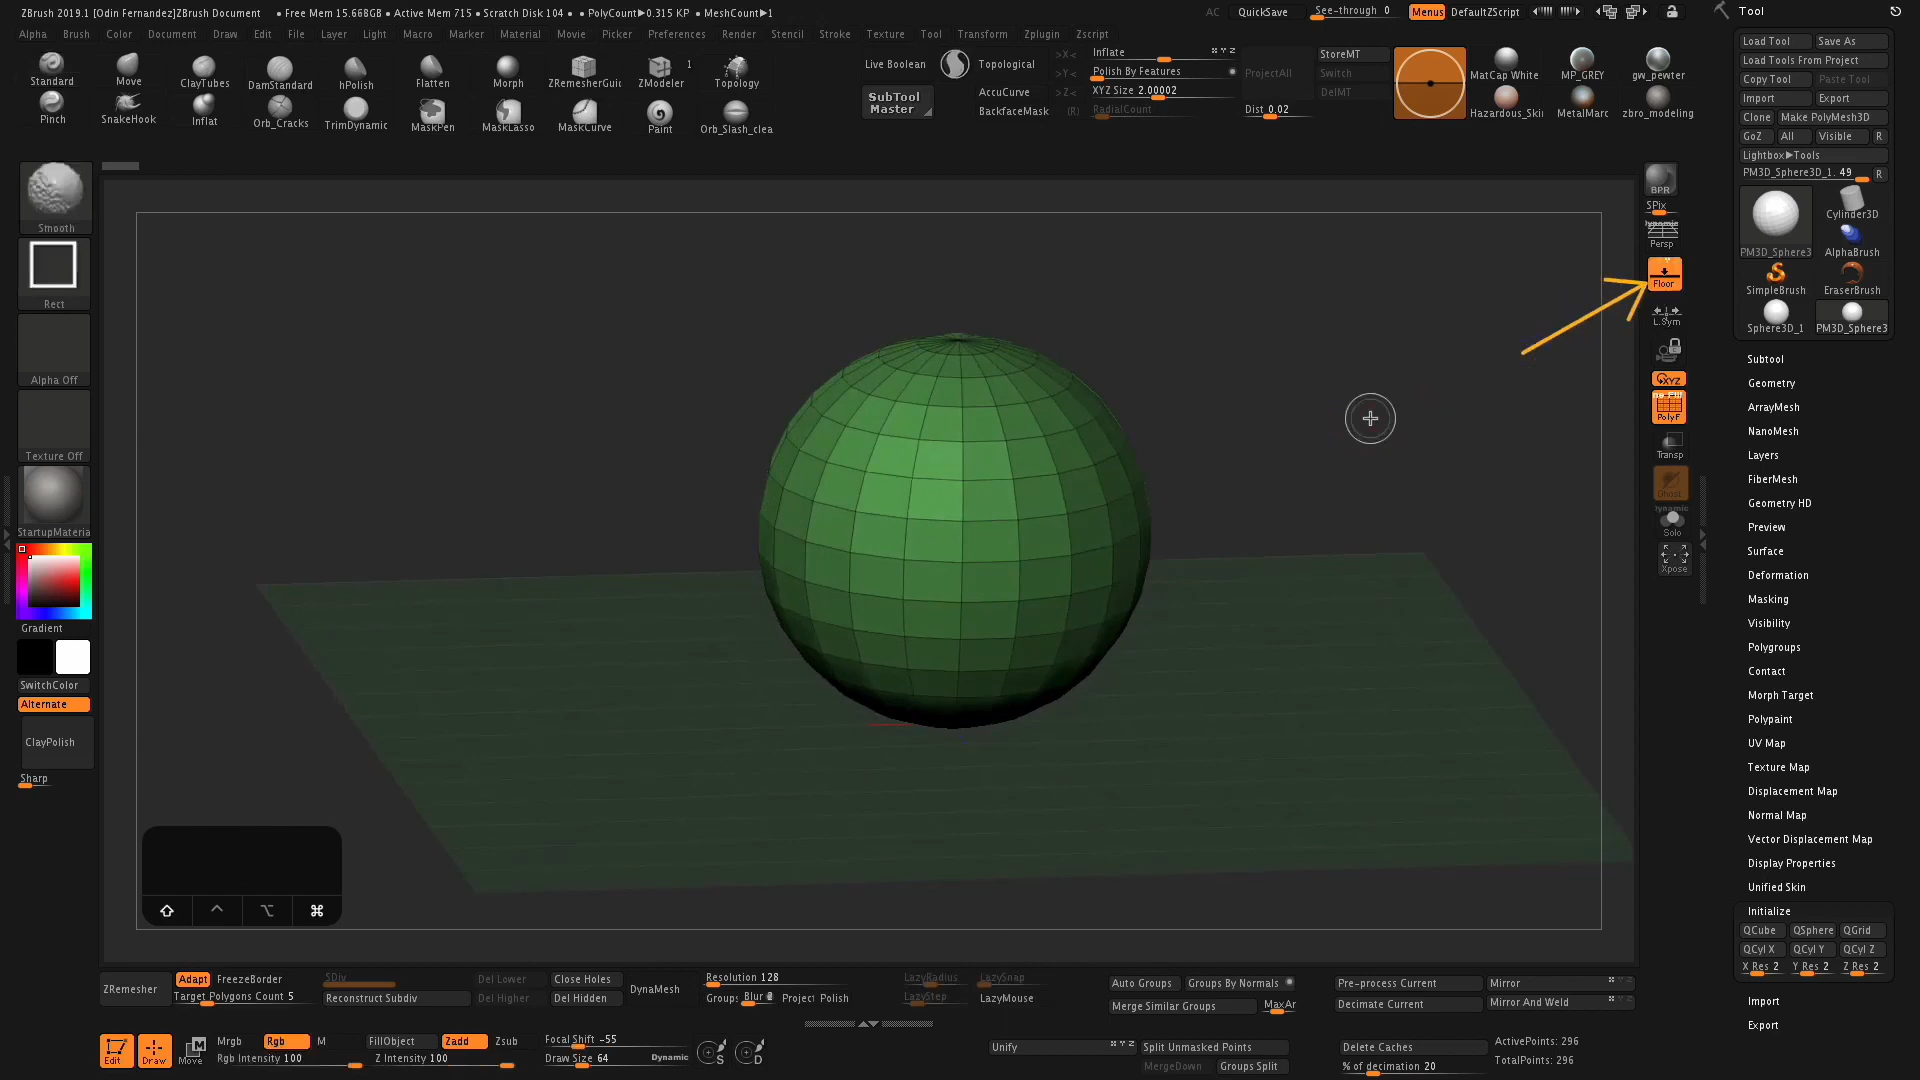 ZBrush 2019.1 [Odin Fernandez]ZBrush Document • Free Mem 15.668GB • Active Mem 715 • Scratch Disk 104 • • PolyCount▶0.315 KP • MeshCount▶1 AC QuickSave See-through 0 Menus DefaultZScript Tool
Alpha Brush Color Document Draw Edit File Layer Light Macro Marker Material Movie Picker Preferences Render Stencil Stroke Texture Tool Transform Zplugin Zscript
Load Tool Save As
Load Tools From Project
Copy Tool Paste Tool
Import Export
Clone Make PolyMesh3D
GoZ All Visible R
Lightbox▶Tools
PM3D_Sphere3D_1. 49 R
Standard Move ClayTubes DamStandard hPolish Flatten Morph ZRemesherGuid ZModeler 1 Topology
Pinch SnakeHook Inflat Orb_Cracks TrimDynamic MaskPen MaskLasso MaskCurve Paint Orb_Slash_clea
Live Boolean Topological
SubTool Master
AccuCurve
BackfaceMask
>X<
>Y<
>Z<
(R)
Inflate X Y Z
Polish By Features
XYZ Size 2.00002
RadialCount
ProjectAll
Dist 0.02
StoreMT
Switch
DelMT
MatCap White MP_GREY gw_pewter
Hazardous_Skin MetalMarc zbro_modeling
Smooth
Rect
Alpha Off
Texture Off
StartupMateria
Gradient
SwitchColor
Alternate
ClayPolish
Sharp
BPR
SPix
Dynamic
Persp
Floor
L.Sym
XYZ
PolyF
Transp
Ghost
Dynamic
Solo
Xpose
PM3D_Sphere3 Cylinder3D
AlphaBrush
SimpleBrush EraserBrush
Sphere3D_1 PM3D_Sphere3
Subtool
Geometry
ArrayMesh
NanoMesh
Layers
FiberMesh
Geometry HD
Preview
Surface
Deformation
Masking
Visibility
Polygroups
Contact
Morph Target
Polypaint
UV Map
Texture Map
Displacement Map
Normal Map
Vector Displacement Map
Display Properties
Unified Skin
Initialize
QCube QSphere QGrid
QCyl X QCyl Y QCyl Z
X Res 2 Y Res 2 Z Res 2
Import
Export
ZRemesher Adapt FreezeBorder
Target Polygons Count 5
SDiv
Reconstruct Subdiv
Del Lower Close Holes
Del Higher Del Hidden
DynaMesh
Resolution 128
Groups Blur Project Polish
LazyRadius LazySnap
LazyStep LazyMouse
Auto Groups Groups By Normals
Merge Similar Groups MaxAr
Pre-process Current
Decimate Current
Mirror
Mirror And Weld
Edit Draw Move
Mrgb Rgb M
Rgb Intensity 100
FillObject Zadd Zsub
Z Intensity 100
Focal Shift -55
Draw Size 64 Dynamic
S D
Unify X Y Z
Split Unmasked Points
MergeDown Groups Split
Delete Caches
% of decimation 20
ActivePoints: 296
TotalPoints: 296